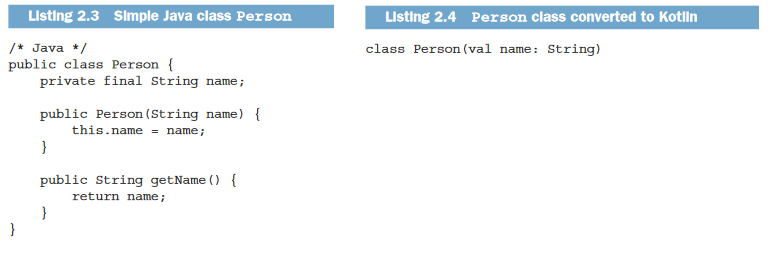 Listing 2.3 Simple Java class Person
/* Java */
public class Person {
    private final String name;

    public Person(String name) {
        this.name = name;
    }

    public String getName() {
        return name;
    }
}
Listing 2.4 Person class converted to Kotlin
class Person(val name: String)